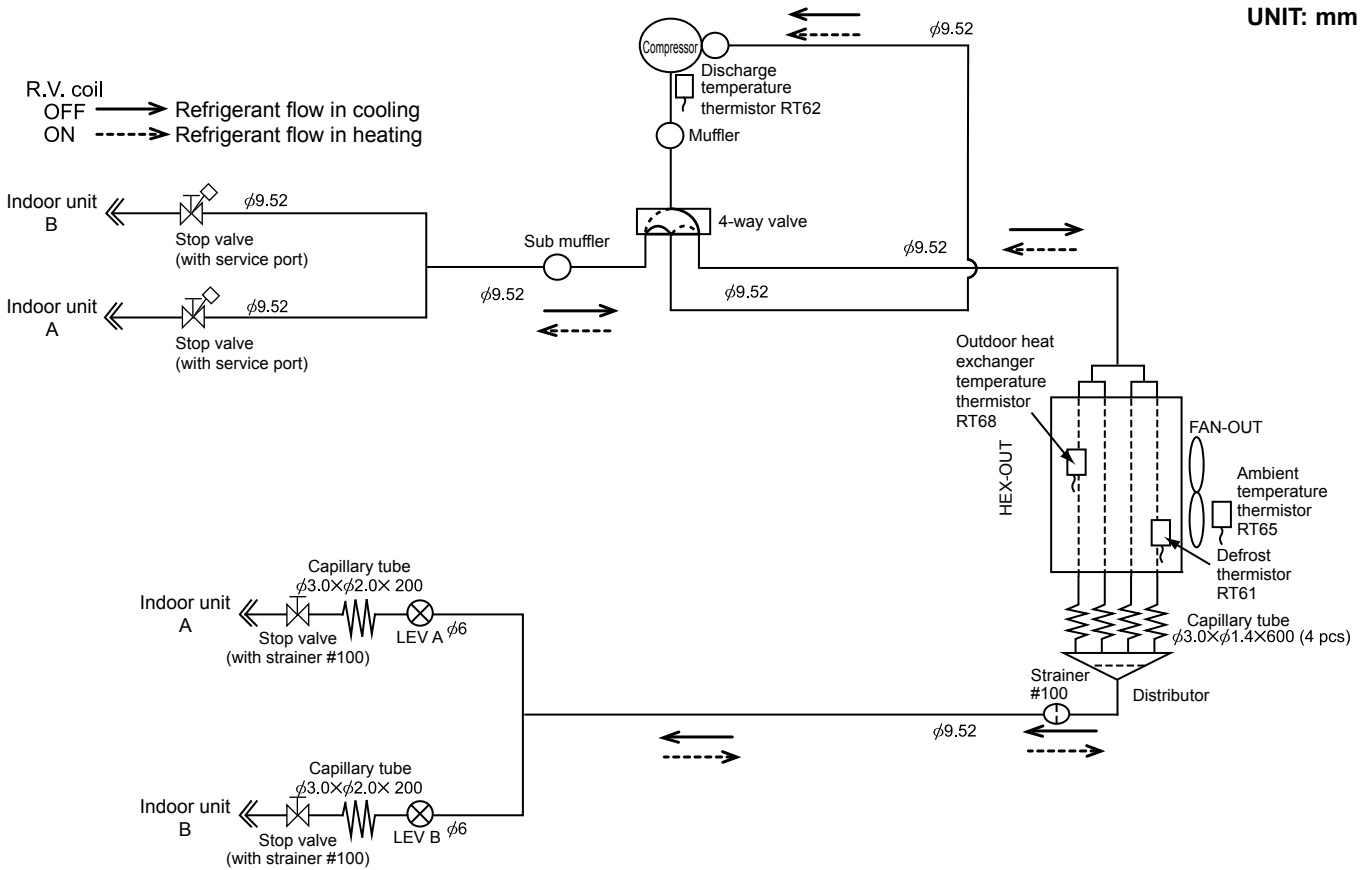 UNIT: mm
Compressor
ϕ9.52
Discharge
temperature
thermistor RT62
Muffler
R.V. coil
OFF Refrigerant flow in cooling
ON Refrigerant flow in heating
Indoor unit
B
ϕ9.52
Stop valve
(with service port)
4-way valve
Sub muffler
ϕ9.52
ϕ9.52
ϕ9.52
Indoor unit
A
ϕ9.52
Stop valve
(with service port)
Outdoor heat
exchanger
temperature
thermistor
RT68
HEX-OUT
FAN-OUT
Ambient
temperature
thermistor
RT65
Defrost
thermistor
RT61
Capillary tube
ϕ3.0×ϕ1.4×600 (4 pcs)
Strainer
#100
Distributor
ϕ9.52
Capillary tube
ϕ3.0×ϕ2.0× 200
Indoor unit
A
Stop valve
(with strainer #100)
LEV A
ϕ6
Capillary tube
ϕ3.0×ϕ2.0× 200
Indoor unit
B
Stop valve
(with strainer #100)
LEV B
ϕ6